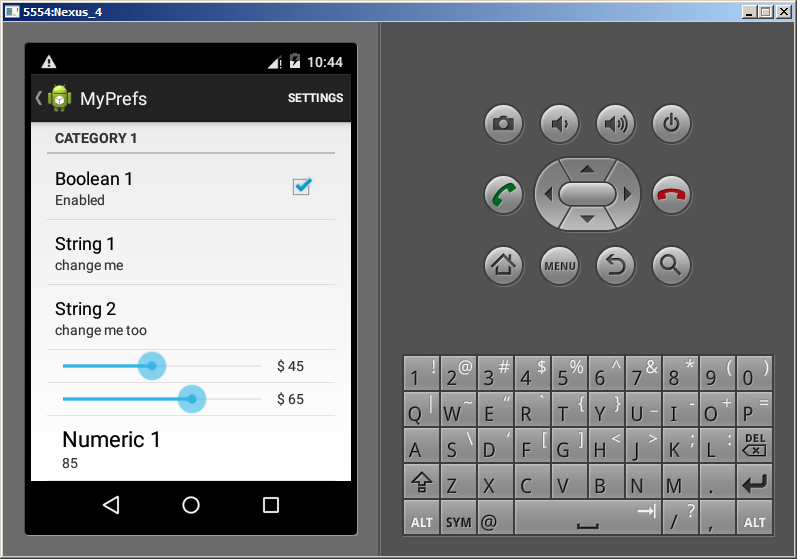 5554:Nexus_4
10:44
MyPrefs
SETTINGS
CATEGORY 1
Boolean 1
Enabled
String 1
change me
String 2
change me too
$ 45
$ 65
Numeric 1
85
MENU
1 ! 2 @ 3 # 4 $ 5 % 6 ^ 7 & 8 * 9 ( 0 )
Q | W ~ E " R ` T { Y } U _ I - O + P =
A S \ D ' F [ G ] H < J > K ; L : DEL
Z X C V B N M .
ALT SYM @ / ? , ALT